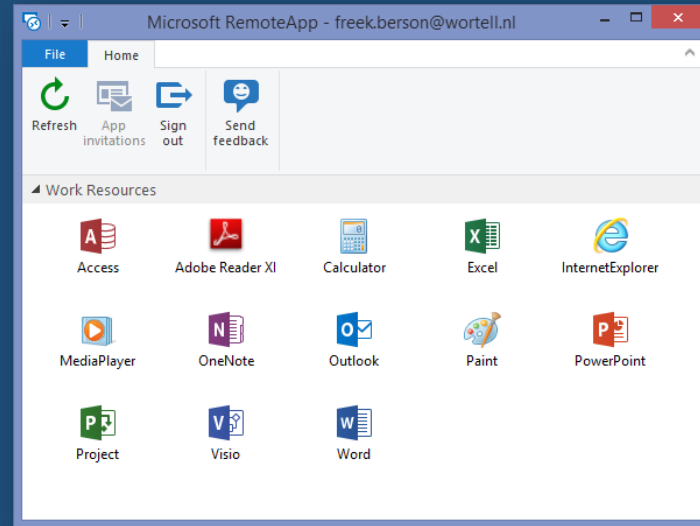 Microsoft RemoteApp - freek.berson@wortell.nl
File Home
Refresh App invitations Sign out Send feedback
Work Resources
Access Adobe Reader XI Calculator Excel InternetExplorer
MediaPlayer OneNote Outlook Paint PowerPoint
Project Visio Word